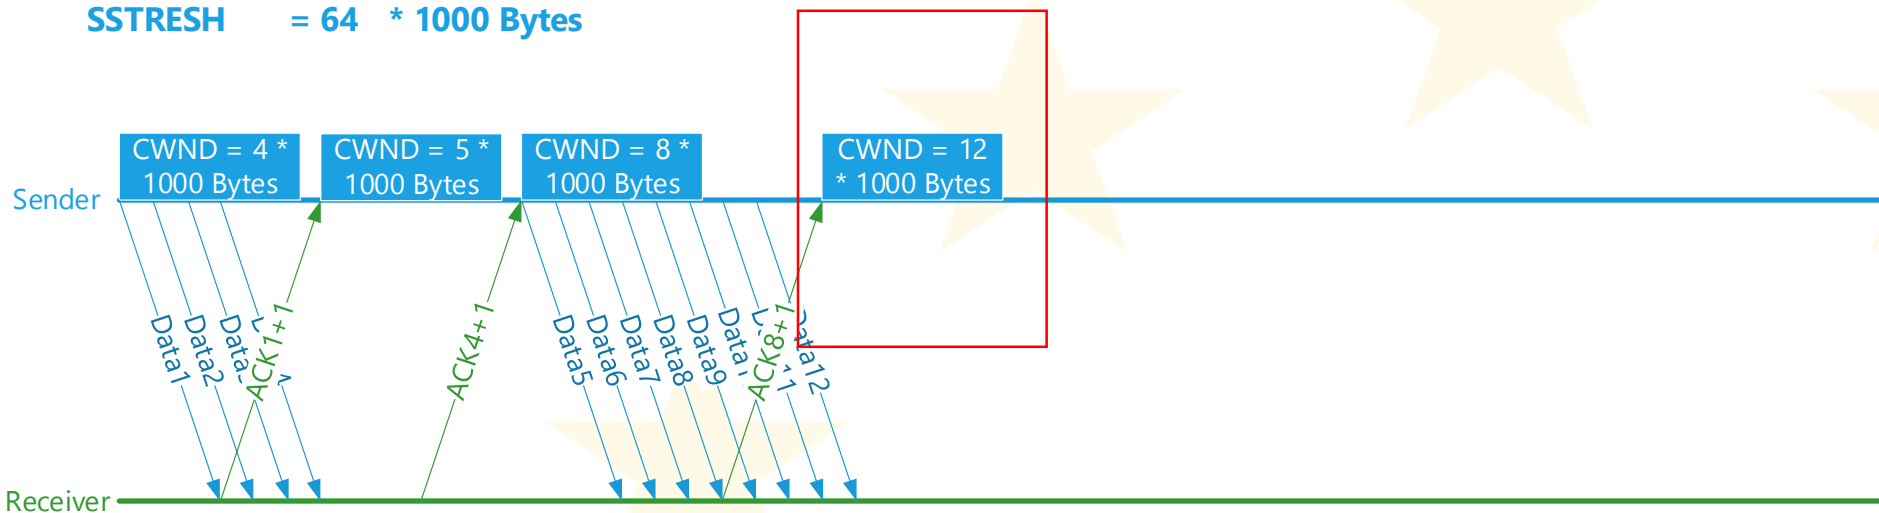 SSTRESH = 64 * 1000 Bytes
CWND = 4 *
1000 Bytes
CWND = 5 *
1000 Bytes
CWND = 8 *
1000 Bytes
CWND = 12
* 1000 Bytes
Sender
Data1
Data2
ACK1+1
ACK4+1
Data5
Data6
Data7
Data8
Data9
ACK8+1
Data12
Receiver